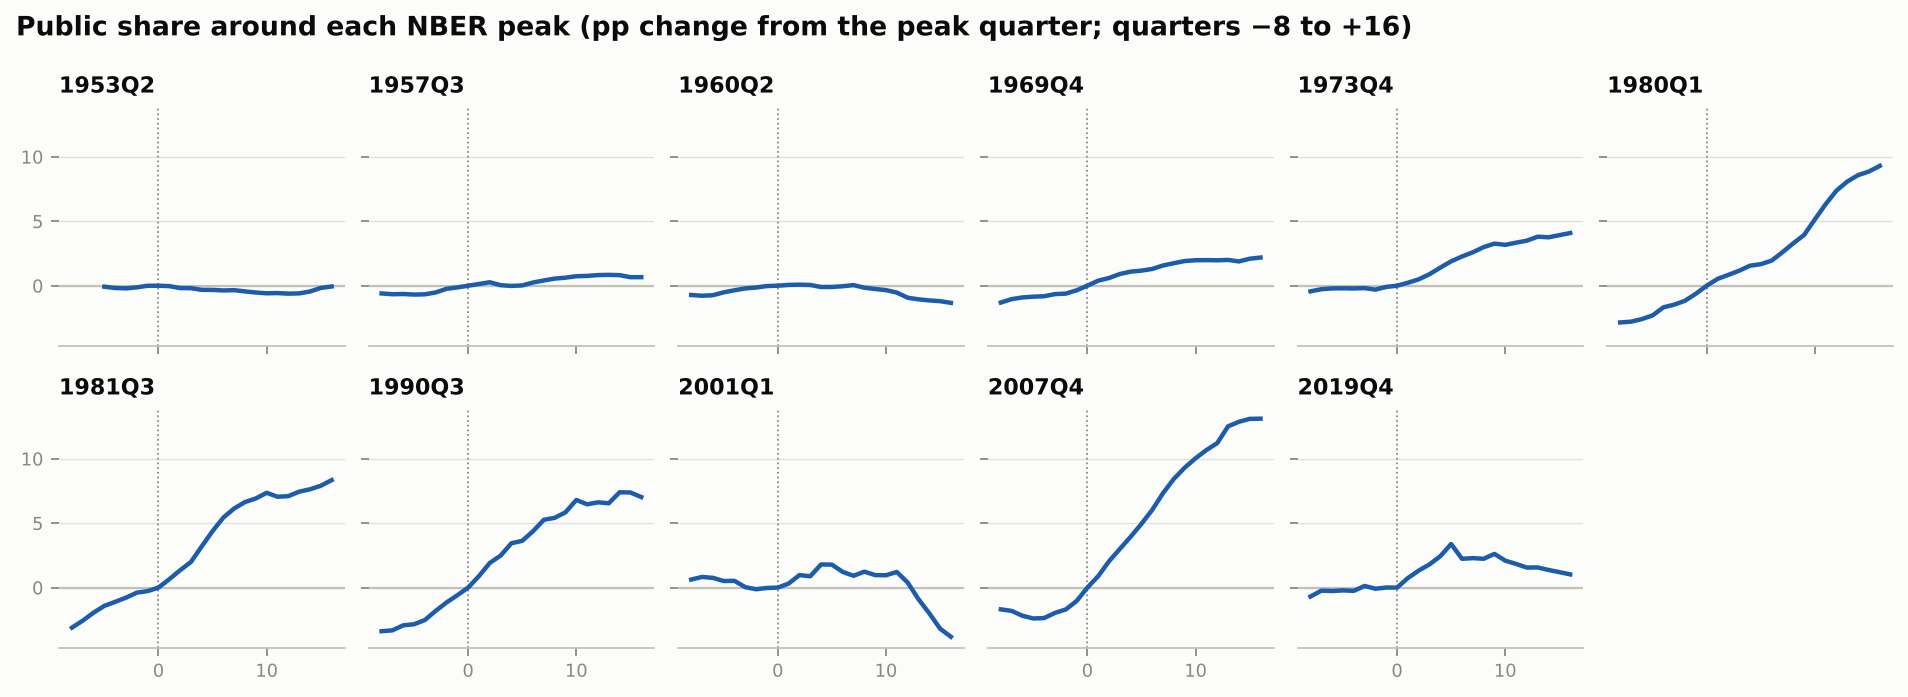 Public share around each NBER peak (pp change from the peak quarter; quarters −8 to +16)
1953Q2
1957Q3
1960Q2
1969Q4
1973Q4
1980Q1
10
5
0
1981Q3
1990Q3
2001Q1
2007Q4
2019Q4
10
5
0
0 10 0 10 0 10 0 10 0 10